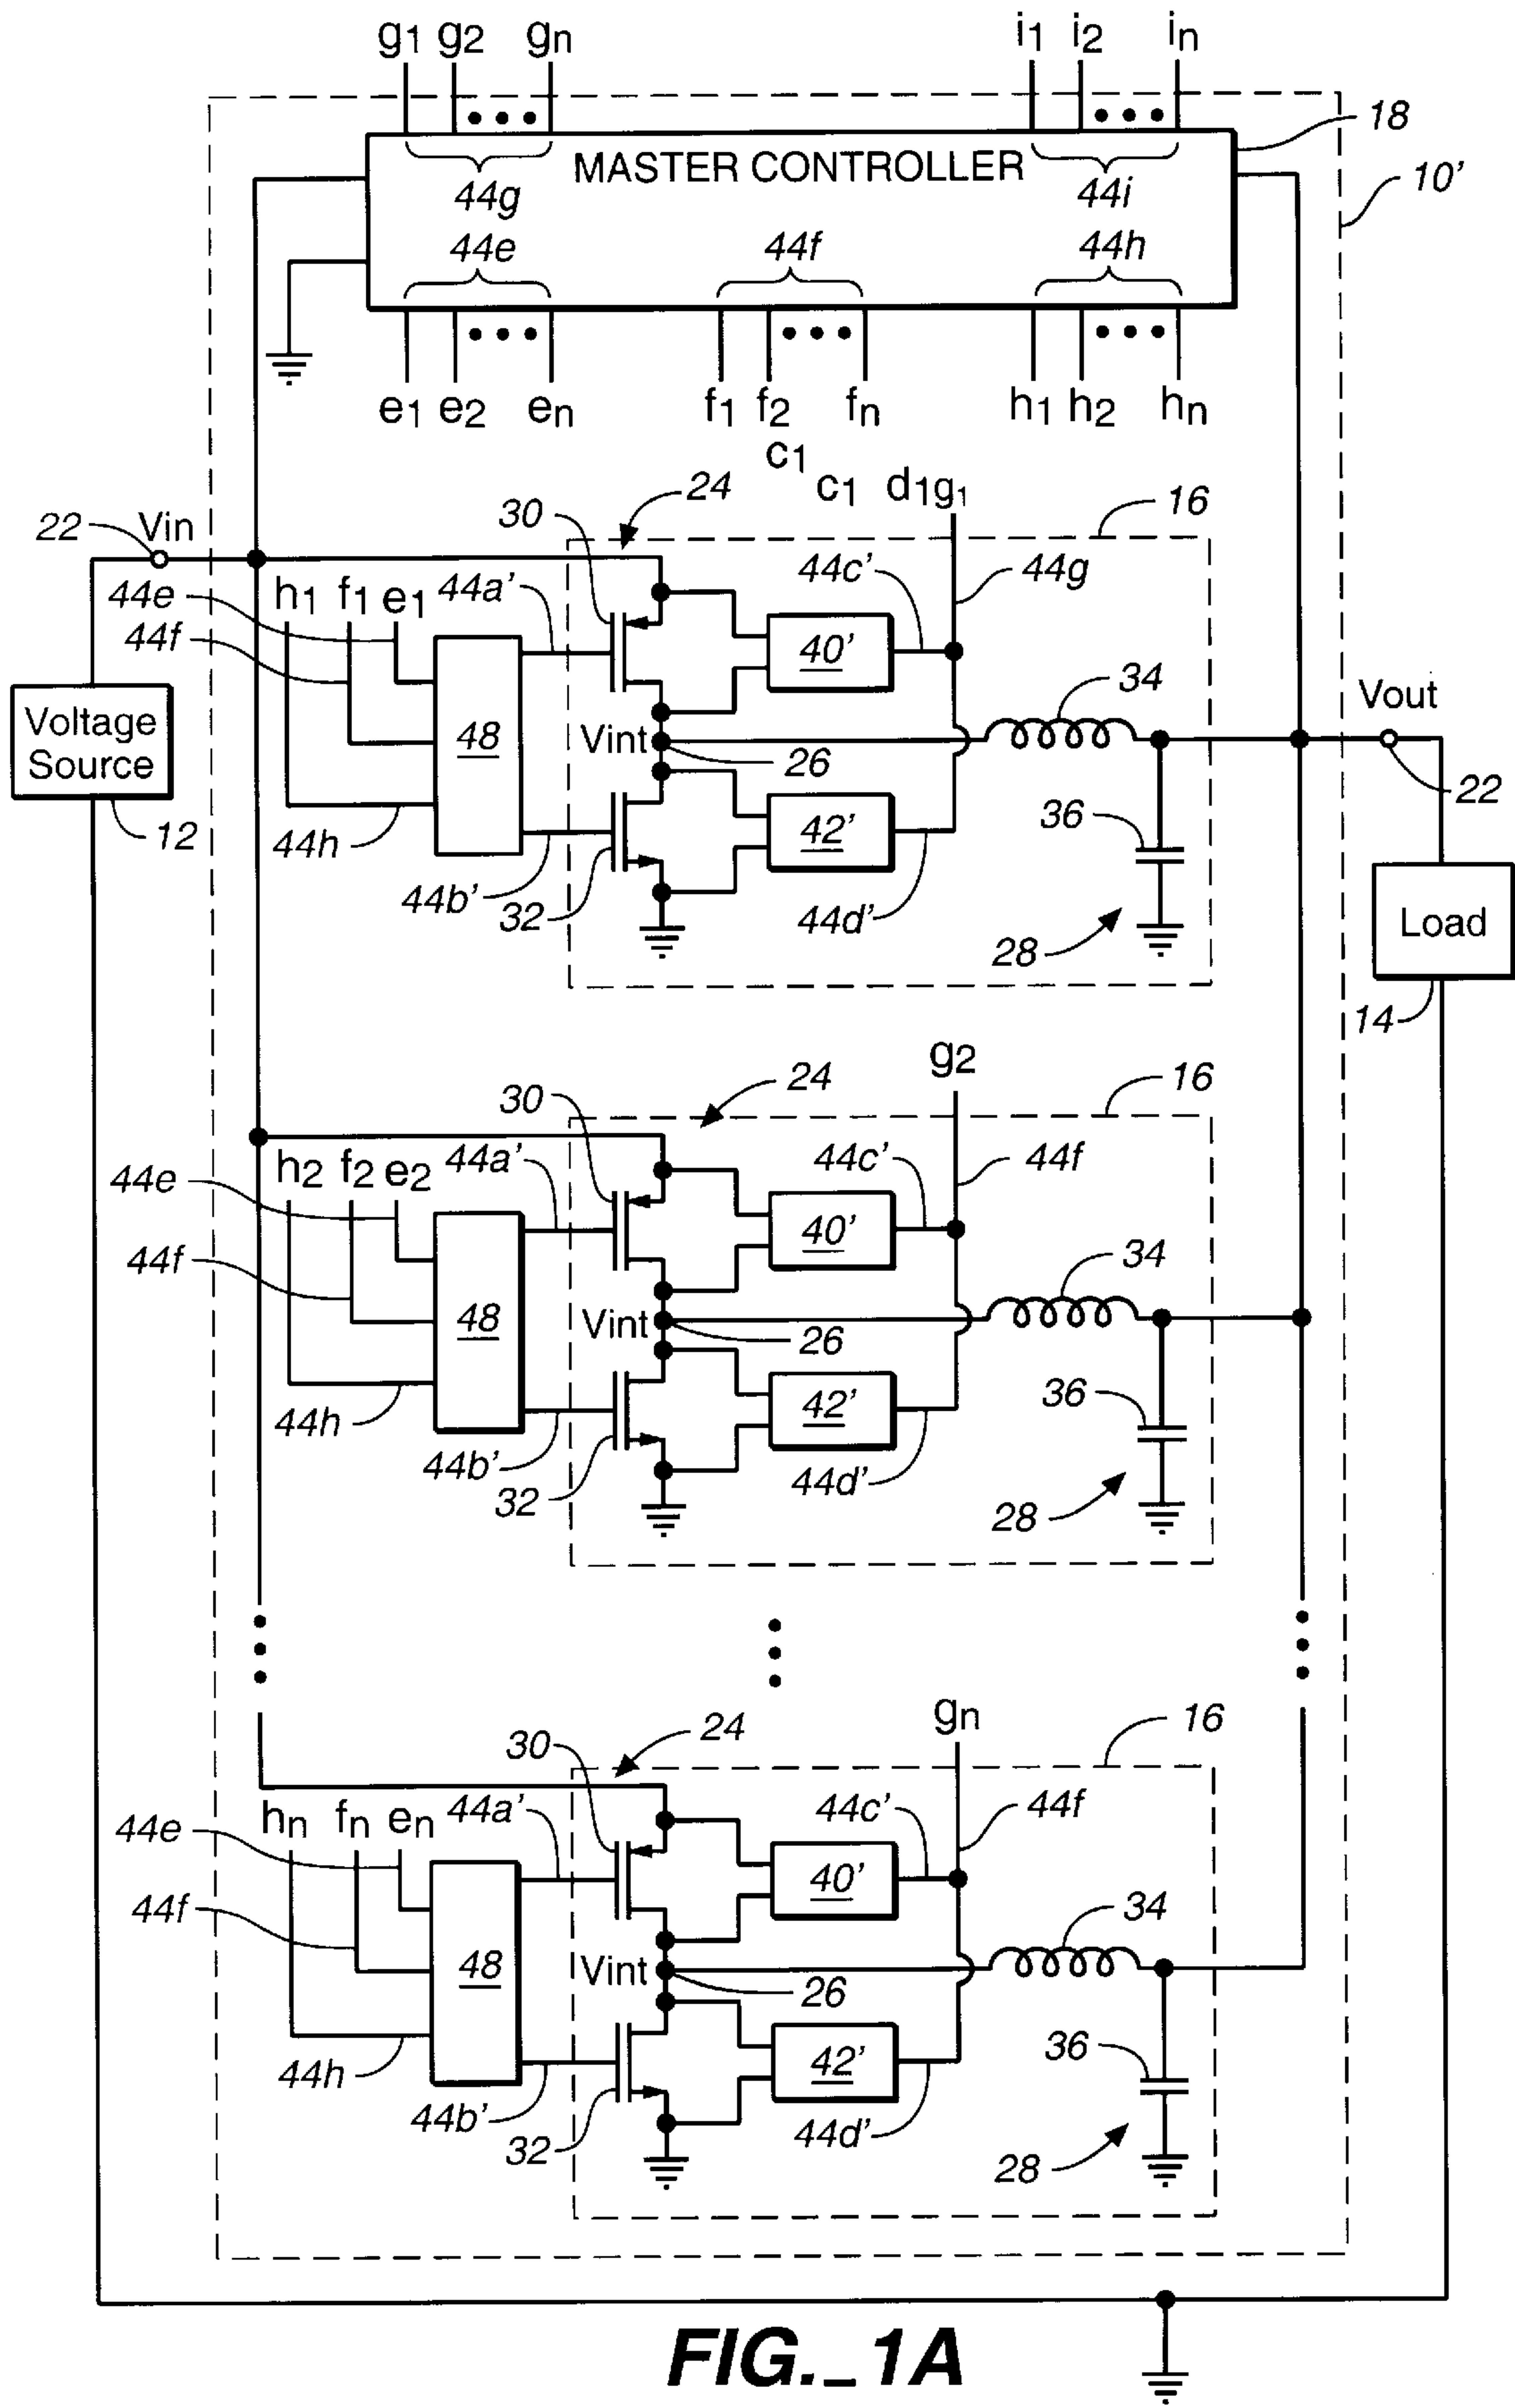 g1 g2 gn i1 i2 in
18
MASTER CONTROLLER
10'
44g 44i
44e 44f 44h
e1 e2 en f1 f2 fn h1 h2 hn
c1
c1 d1g1
30 24 16
22 Vin
44e h1 f1 e1 44a' 44c' 44g
44f
40'
34
Vout
Voltage
Source
48
Vint 26
22
12
44h
42'
36
44b' 32 44d'
28
Load
14
g2
30 24 16
44e h2 f2 e2 44a' 44c' 44f
44f
40'
34
48
Vint 26
44h
42'
36
44b' 32 44d'
28
gn
30 24 16
44e hn fn en 44a' 44c' 44f
44f
40'
34
48
Vint 26
44h
42'
36
44b' 32 44d'
28
FIG._1A